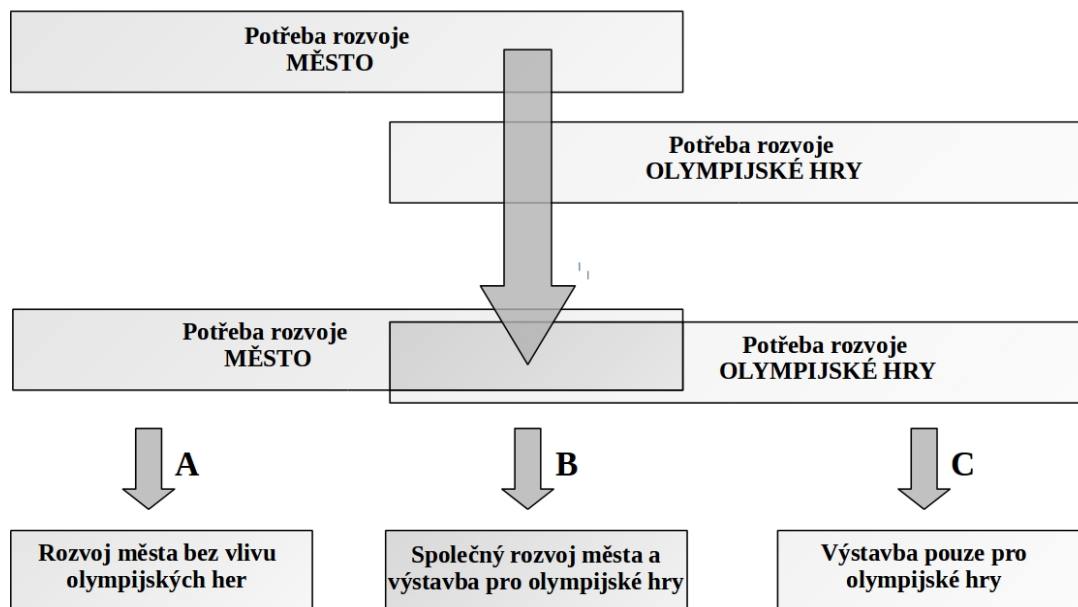 Potřeba rozvoje
MĚSTO
Potřeba rozvoje
OLYMPIJSKÉ HRY
Potřeba rozvoje
MĚSTO
Potřeba rozvoje
OLYMPIJSKÉ HRY
A
B
C
Rozvoj města bez vlivu
olympijských her
Společný rozvoj města a
výstavba pro olympijské hry
Výstavba pouze pro
olympijské hry